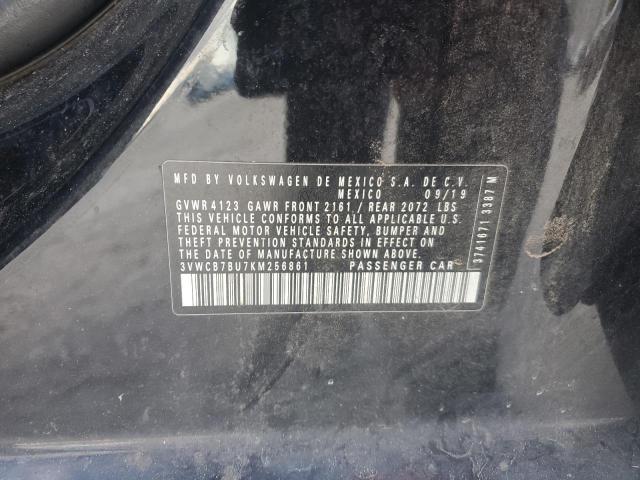 MFD BY VOLKSWAGEN DE MEXICO S.A. DE C.V.
MEXICO 09/19
GVWR 4123 GAWR FRONT 2161 / REAR 2072 LBS
THIS VEHICLE CONFORMS TO ALL APPLICABLE U.S.
FEDERAL MOTOR VEHICLE SAFETY, BUMPER AND
THEFT PREVENTION STANDARDS IN EFFECT ON
THE DATE OF MANUFACTURE SHOWN ABOVE.
3VWCB7BU7KM256861 PASSENGER CAR
3741671 3387 M